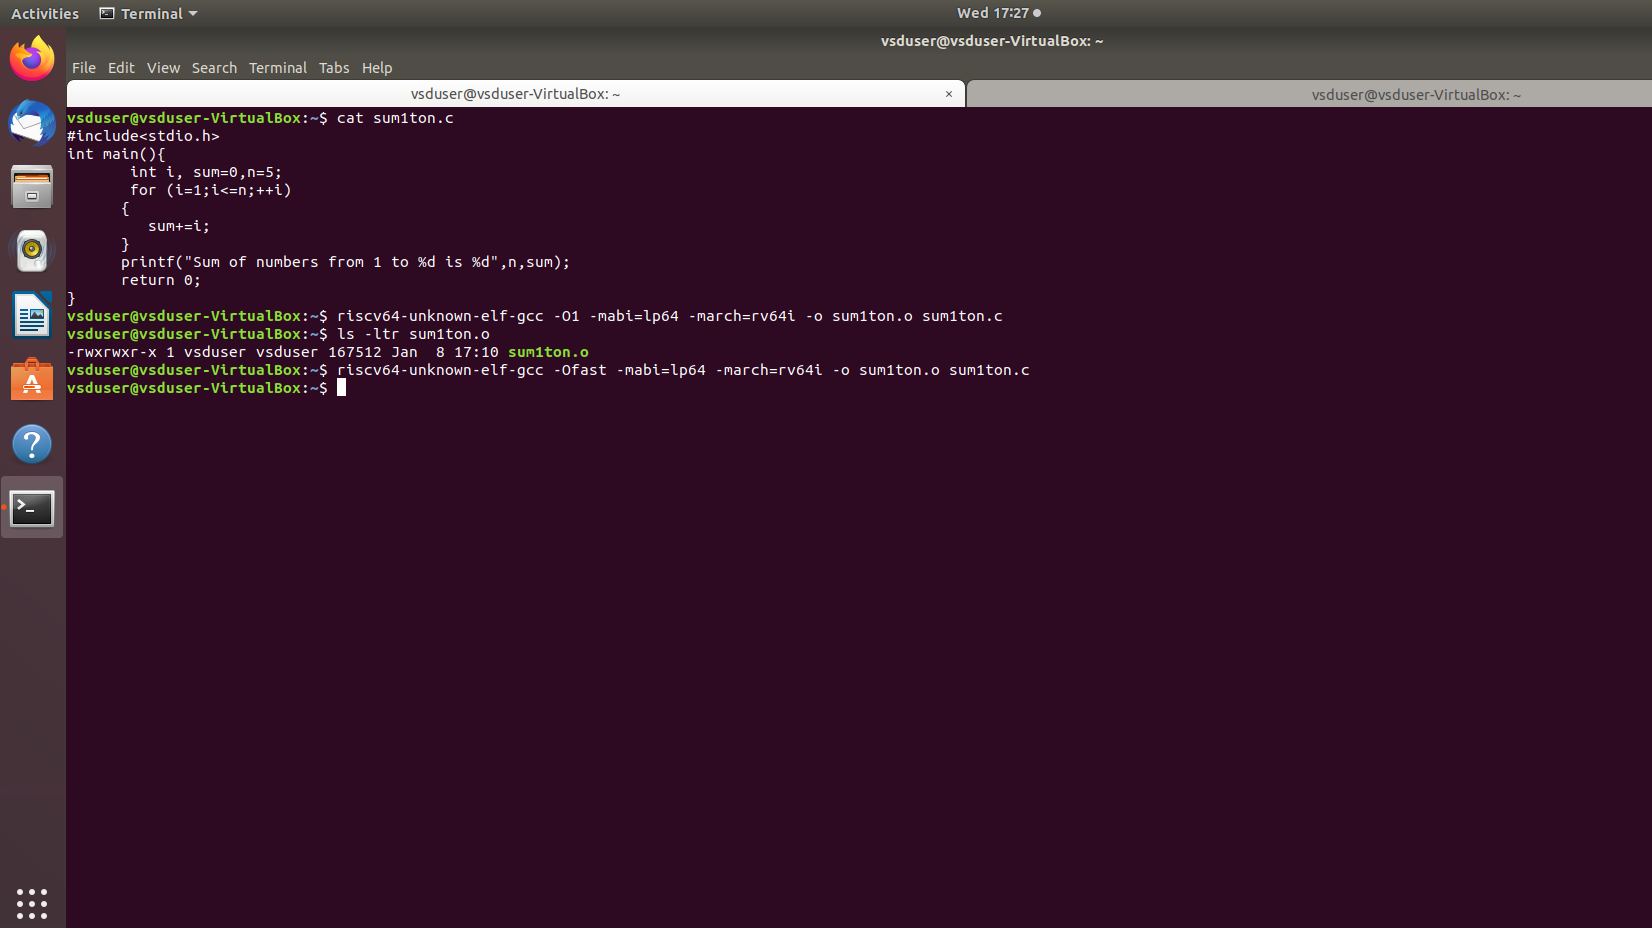 Activities Terminal Wed 17:27
vsduser@vsduser-VirtualBox: ~
File Edit View Search Terminal Tabs Help
vsduser@vsduser-VirtualBox: ~ × vsduser@vsduser-VirtualBox: ~
vsduser@vsduser-VirtualBox:~$ cat sum1ton.c
#include<stdio.h>
int main(){
       int i, sum=0,n=5;
       for (i=1;i<=n;++i)
      {
         sum+=i;
      }
      printf("Sum of numbers from 1 to %d is %d",n,sum);
      return 0;
}
vsduser@vsduser-VirtualBox:~$ riscv64-unknown-elf-gcc -O1 -mabi=lp64 -march=rv64i -o sum1ton.o sum1ton.c
vsduser@vsduser-VirtualBox:~$ ls -ltr sum1ton.o
-rwxrwxr-x 1 vsduser vsduser 167512 Jan  8 17:10 sum1ton.o
vsduser@vsduser-VirtualBox:~$ riscv64-unknown-elf-gcc -Ofast -mabi=lp64 -march=rv64i -o sum1ton.o sum1ton.c
vsduser@vsduser-VirtualBox:~$